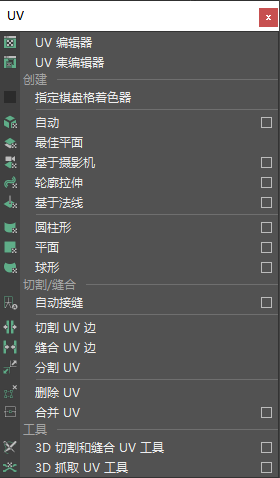 UV
UV 编辑器
UV 集编辑器
创建
指定棋盘格着色器
自动
最佳平面
基于摄影机
轮廓拉伸
基于法线
圆柱形
平面
球形
切割/缝合
自动接缝
切割 UV 边
缝合 UV 边
分割 UV
删除 UV
合并 UV
工具
3D 切割和缝合 UV 工具
3D 抓取 UV 工具